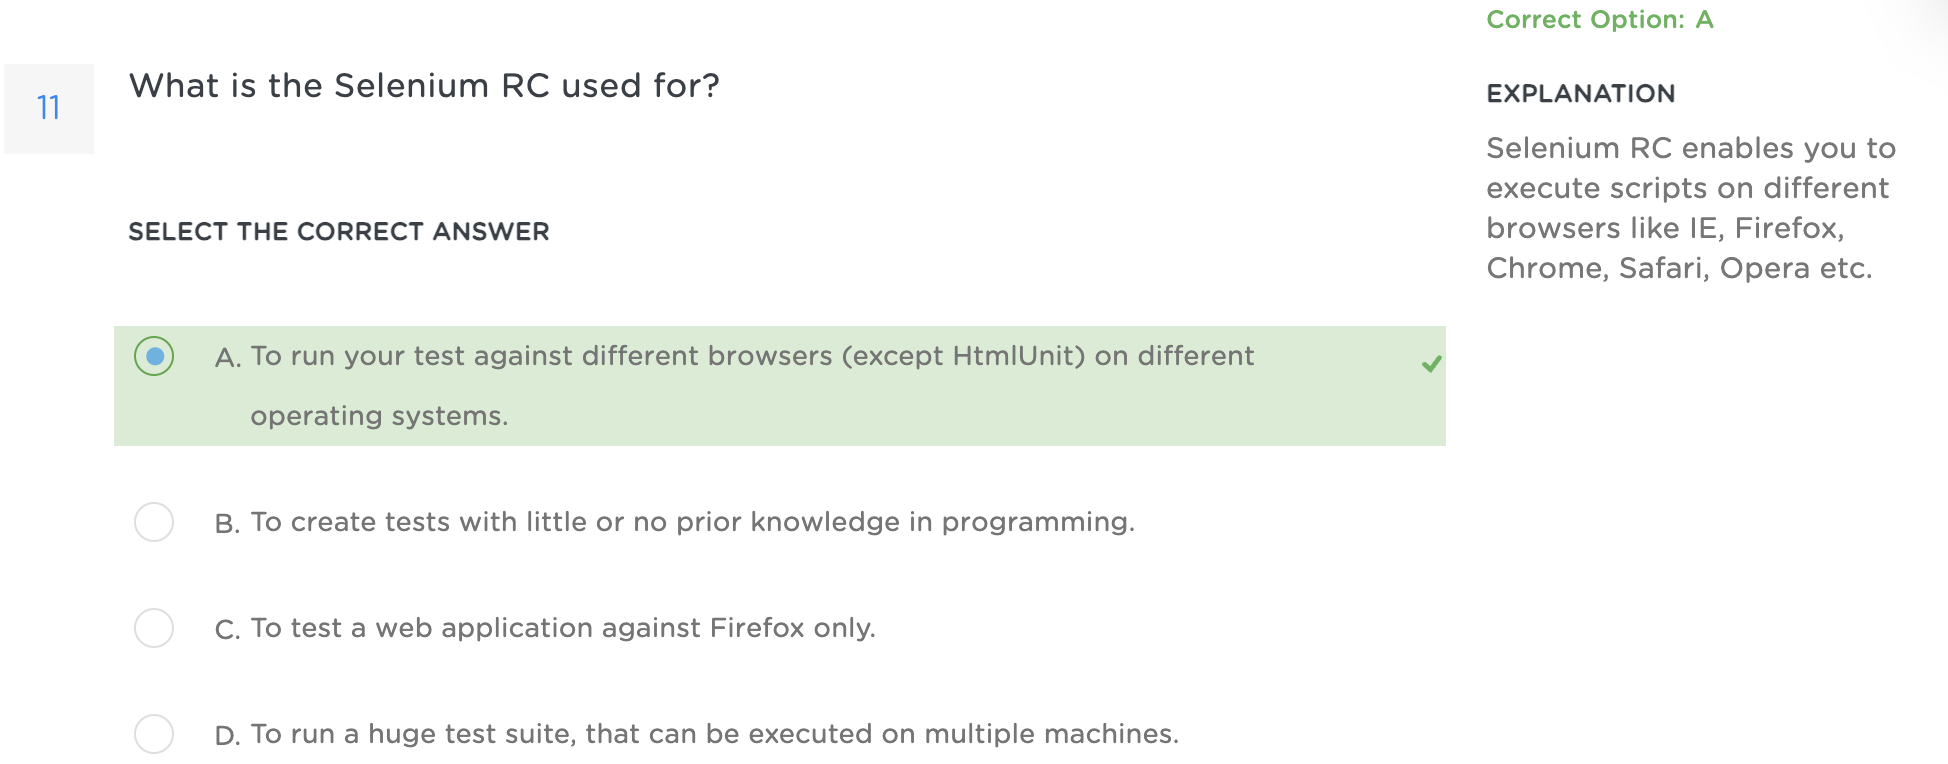 11
What is the Selenium RC used for?
SELECT THE CORRECT ANSWER
A. To run your test against different browsers (except HtmlUnit) on different
operating systems.
B. To create tests with little or no prior knowledge in programming.
C. To test a web application against Firefox only.
D. To run a huge test suite, that can be executed on multiple machines.
Correct Option: A
EXPLANATION
Selenium RC enables you to
execute scripts on different
browsers like IE, Firefox,
Chrome, Safari, Opera etc.